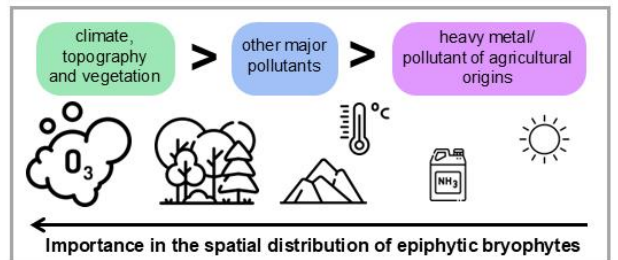 climate,
topography
and vegetation
>
other major
pollutants
>
heavy metal/
pollutant of agricultural
origins
O3
°C
NH3
Importance in the spatial distribution of epiphytic bryophytes